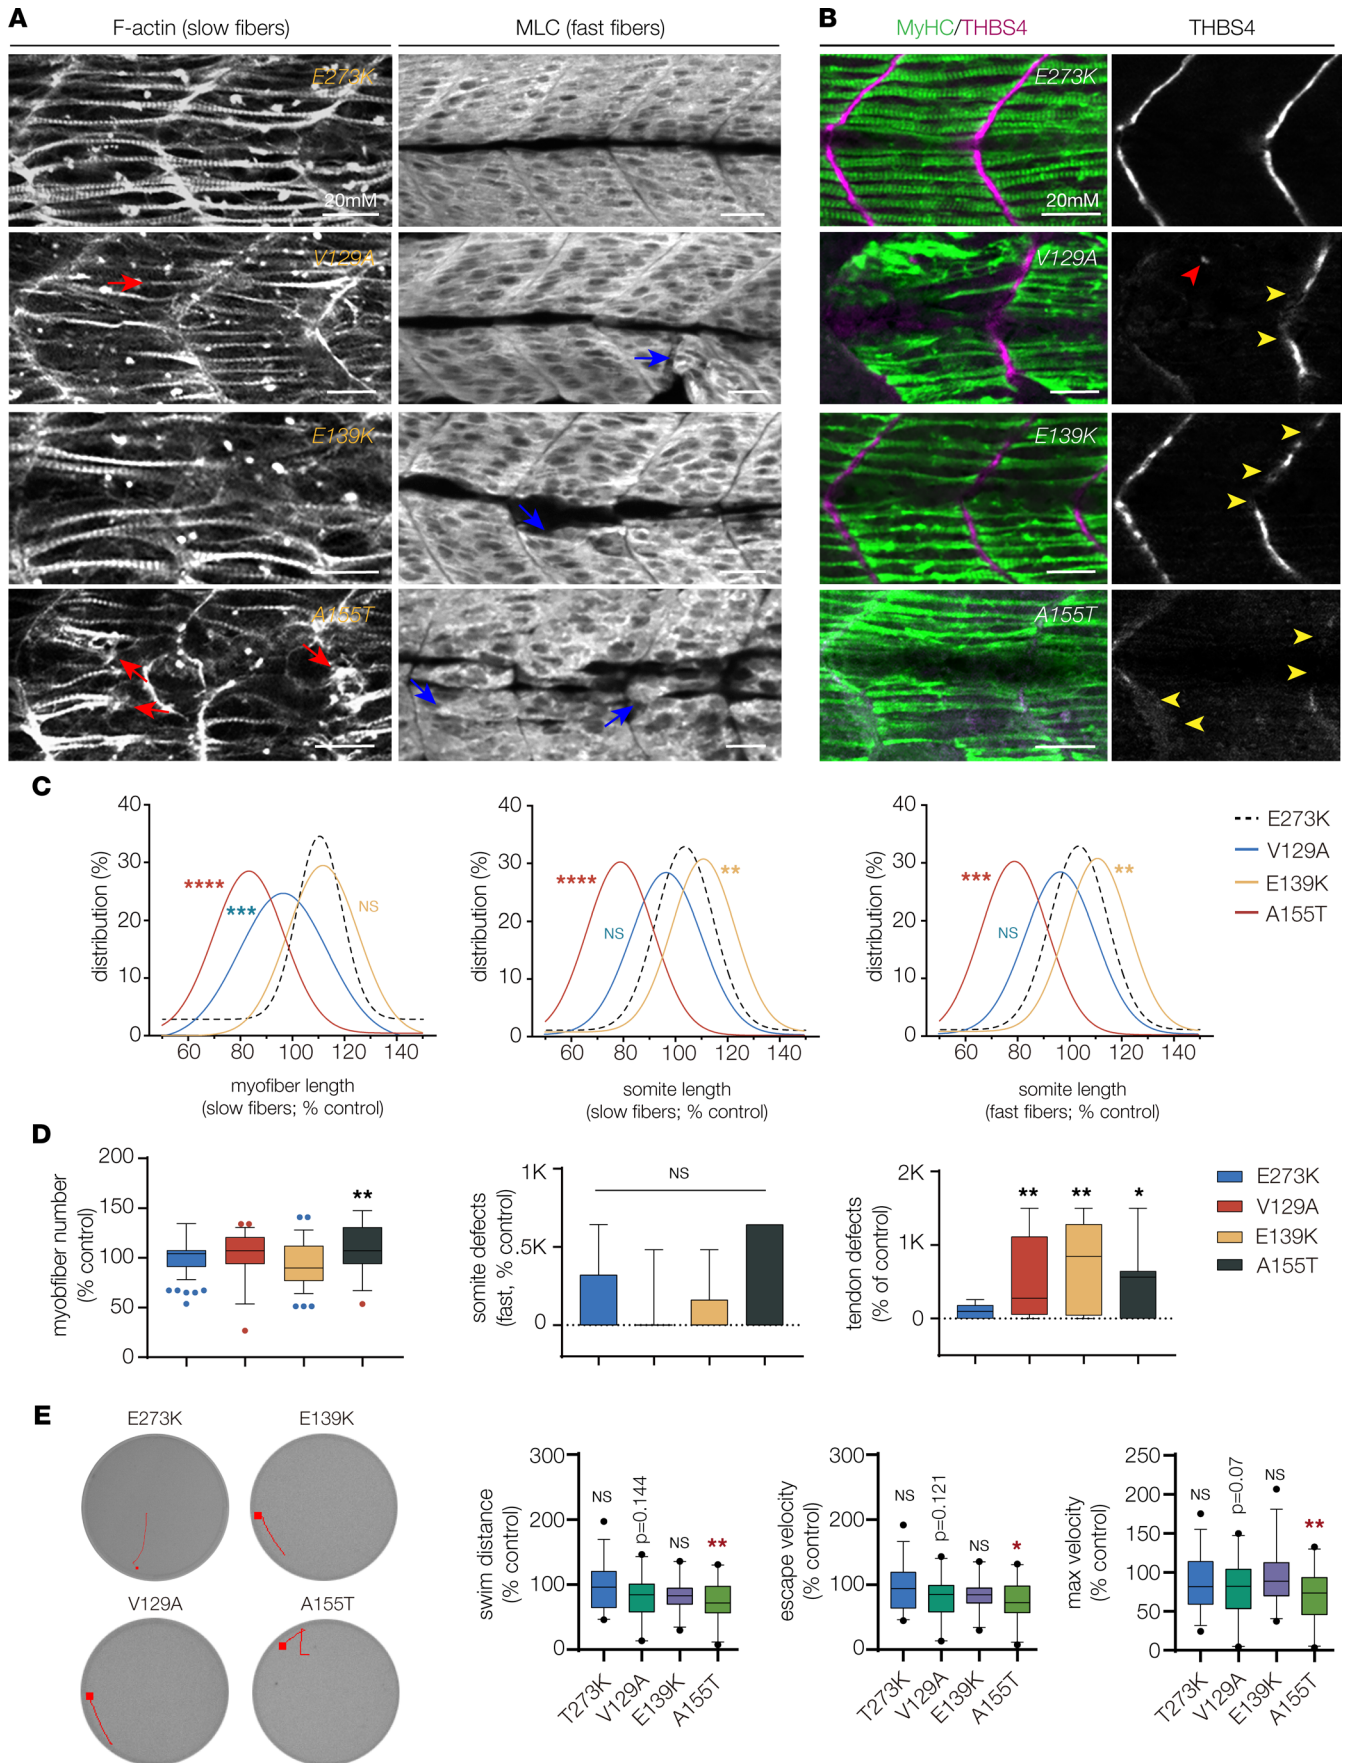 A
F-actin (slow fibers)
MLC (fast fibers)
E273K
20mM
V129A
E139K
A155T
B
MyHC/THBS4
THBS4
E273K
20mM
V129A
E139K
A155T
C
distribution (%)
40
30
20
10
0
60 80 100 120 140
****
***
NS
myofiber length
(slow fibers; % control)
distribution (%)
40
30
20
10
0
60 80 100 120 140
****
NS
**
somite length
(slow fibers; % control)
distribution (%)
40
30
20
10
0
60 80 100 120 140
***
NS
**
somite length
(fast fibers; % control)
E273K
V129A
E139K
A155T
D
myobfiber number
(% control)
200
150
100
50
0
**
somite defects
(fast, % control)
1K
0.5K
0
NS
tendon defects
(% of control)
2K
1K
0
** ** *
E273K
V129A
E139K
A155T
E
E273K
E139K
V129A
A155T
swim distance
(% control)
300
200
100
0
NS
p=0.144
NS
**
T273K
V129A
E139K
A155T
escape velocity
(% control)
300
200
100
0
NS
p=0.121
NS
*
T273K
V129A
E139K
A155T
max velocity
(% control)
250
200
150
100
50
0
NS
p=0.07
NS
**
T273K
V129A
E139K
A155T